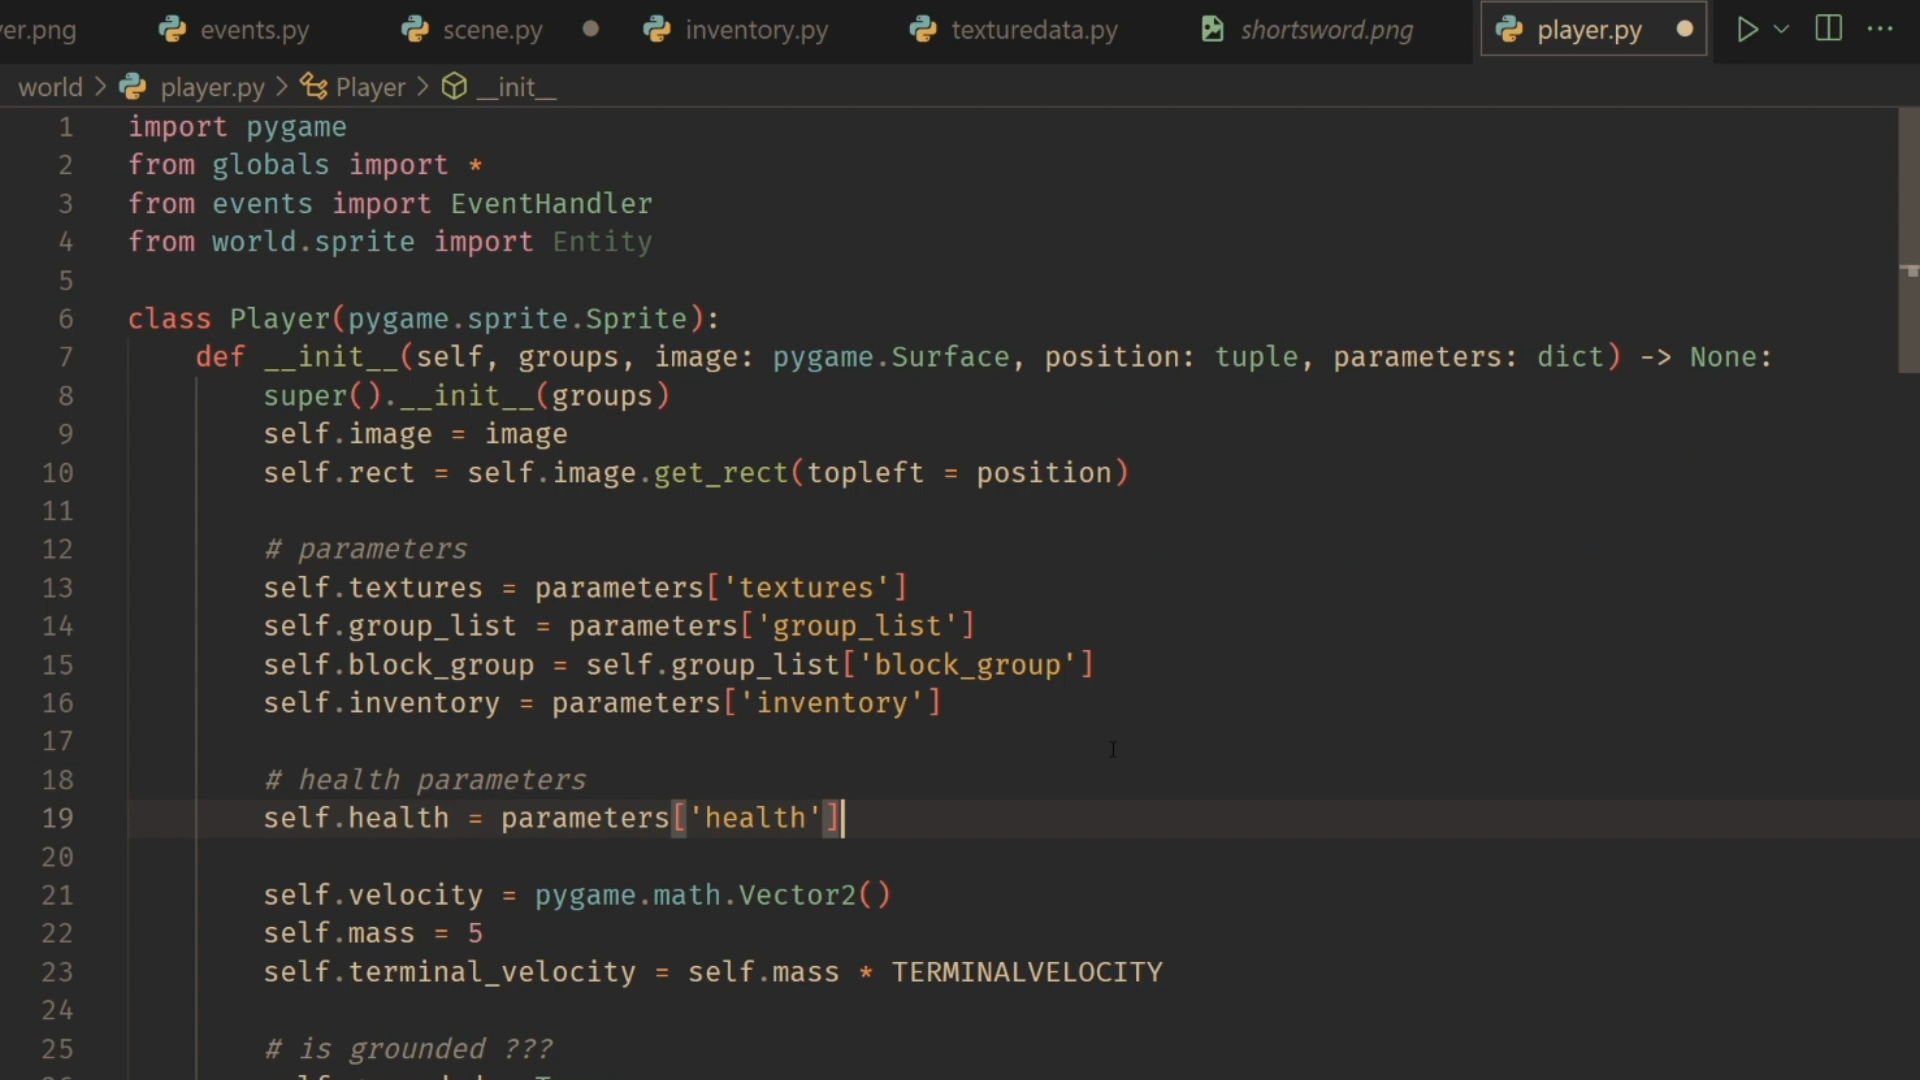 er.png events.py scene.py inventory.py texturedata.py shortsword.png player.py
world > player.py > Player > __init__
1 import pygame
2 from globals import *
3 from events import EventHandler
4 from world.sprite import Entity
5
6 class Player(pygame.sprite.Sprite):
7 def __init__(self, groups, image: pygame.Surface, position: tuple, parameters: dict) -> None:
8 super().__init__(groups)
9 self.image = image
10 self.rect = self.image.get_rect(topleft = position)
11
12 # parameters
13 self.textures = parameters['textures']
14 self.group_list = parameters['group_list']
15 self.block_group = self.group_list['block_group']
16 self.inventory = parameters['inventory']
17
18 # health parameters
19 self.health = parameters['health']
20
21 self.velocity = pygame.math.Vector2()
22 self.mass = 5
23 self.terminal_velocity = self.mass * TERMINALVELOCITY
24
25 # is grounded ???